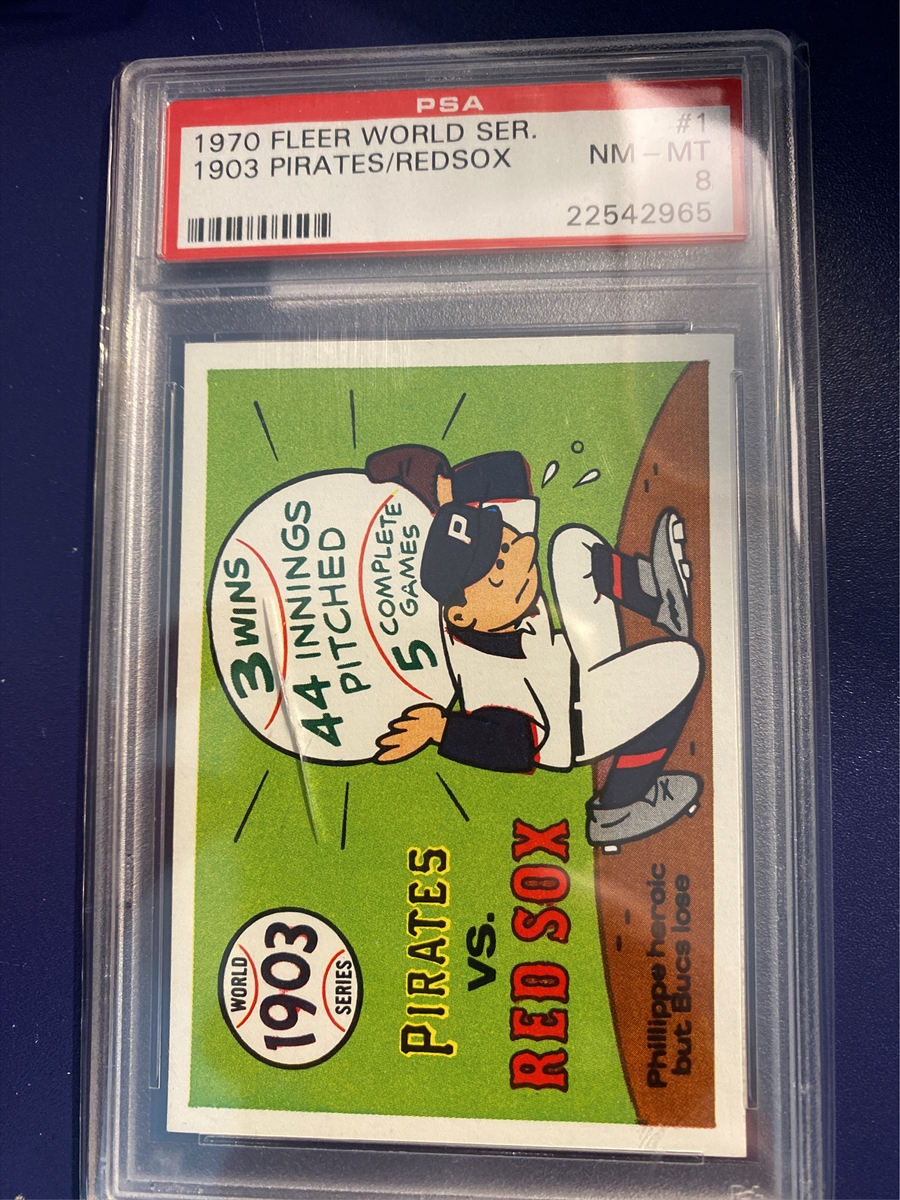 PSA
1970 FLEER WORLD SER. #1
1903 PIRATES/REDSOX NM – MT
8
22542965
3 WINS
44 INNINGS
PITCHED
5 COMPLETE
GAMES
P
WORLD
1903
SERIES
PIRATES
VS.
RED SOX
Phillippe heroic
but Bucs lose